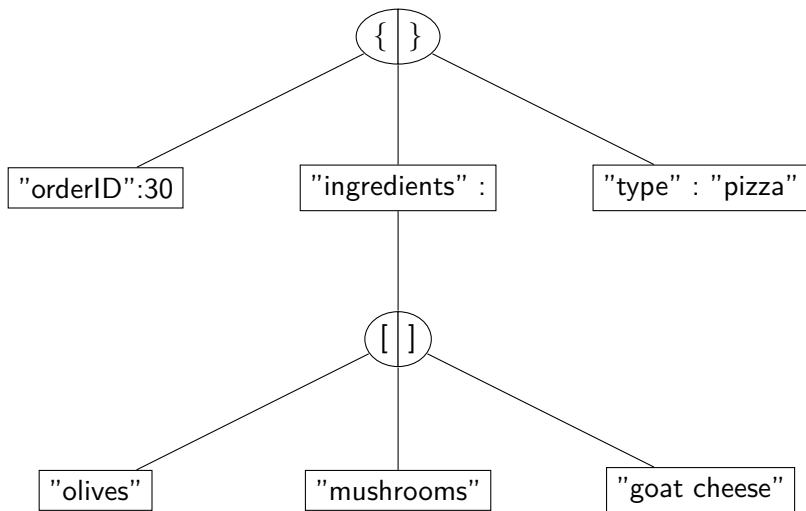 { }
"orderID":30
"ingredients" :
"type" : "pizza"
[ ]
"olives"
"mushrooms"
"goat cheese"